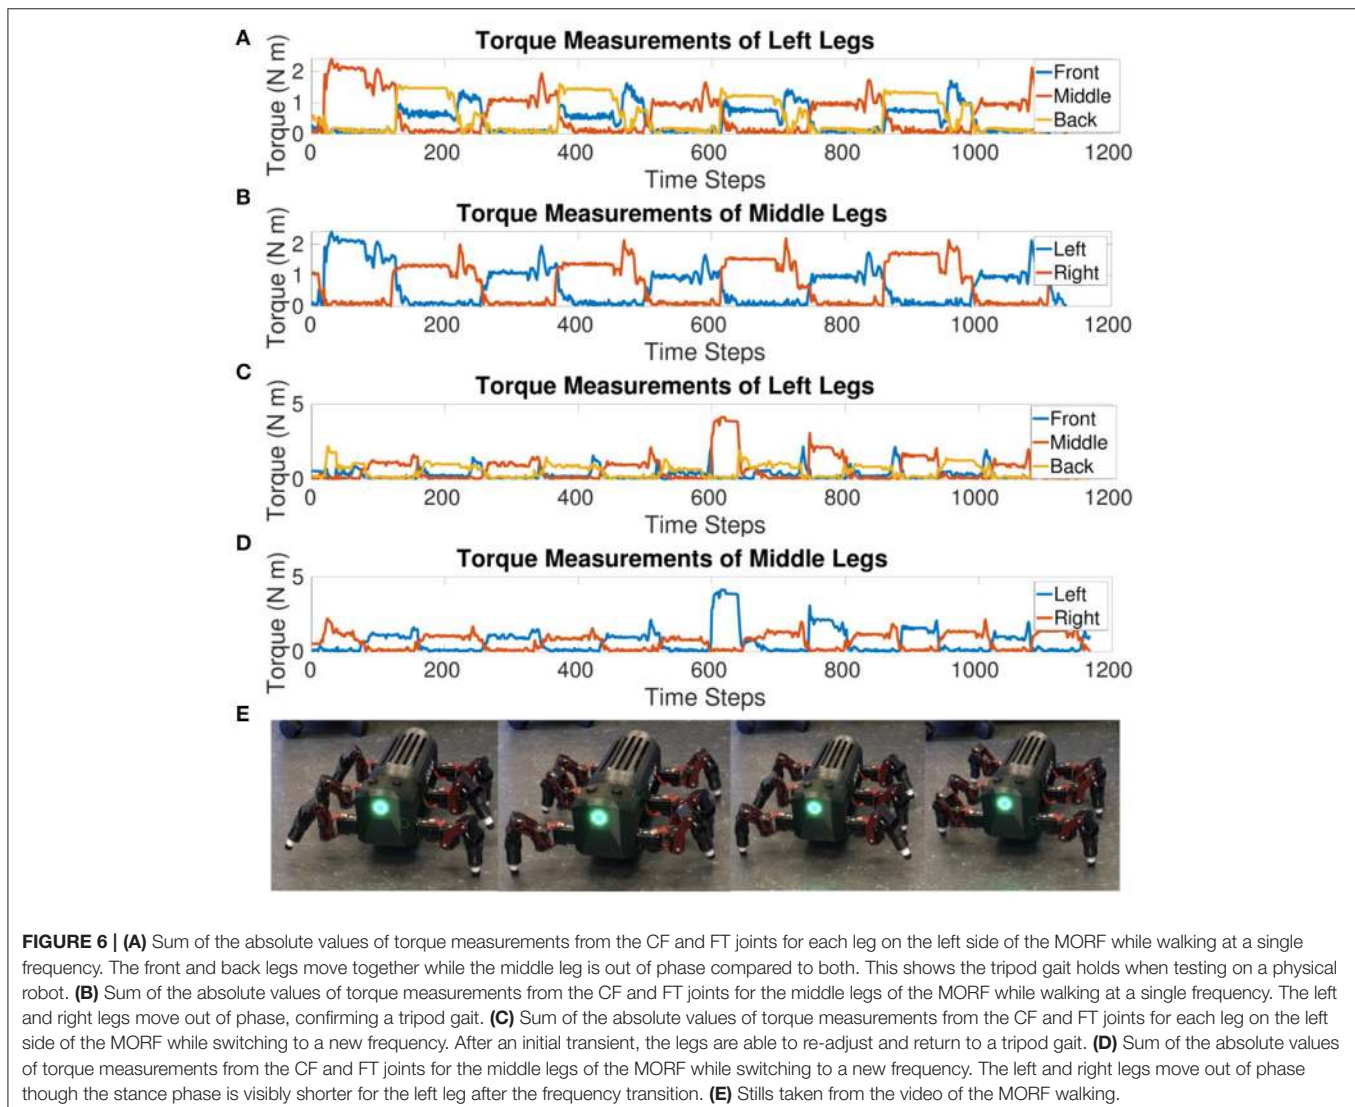 A
Torque Measurements of Left Legs
Torque (N m)
2
1
0
Front
Middle
Back
0 200 400 600 800 1000 1200
Time Steps
B
Torque Measurements of Middle Legs
Torque (N m)
2
1
0
Left
Right
0 200 400 600 800 1000 1200
Time Steps
C
Torque Measurements of Left Legs
Torque (N m)
5
0
Front
Middle
Back
0 200 400 600 800 1000 1200
Time Steps
D
Torque Measurements of Middle Legs
Torque (N m)
5
0
Left
Right
0 200 400 600 800 1000 1200
Time Steps
E
FIGURE 6 | (A) Sum of the absolute values of torque measurements from the CF and FT joints for each leg on the left side of the MORF while walking at a single
frequency. The front and back legs move together while the middle leg is out of phase compared to both. This shows the tripod gait holds when testing on a physical
robot. (B) Sum of the absolute values of torque measurements from the CF and FT joints for the middle legs of the MORF while walking at a single frequency. The left
and right legs move out of phase, confirming a tripod gait. (C) Sum of the absolute values of torque measurements from the CF and FT joints for each leg on the left
side of the MORF while switching to a new frequency. After an initial transient, the legs are able to re-adjust and return to a tripod gait. (D) Sum of the absolute values
of torque measurements from the CF and FT joints for the middle legs of the MORF while switching to a new frequency. The left and right legs move out of phase
though the stance phase is visibly shorter for the left leg after the frequency transition. (E) Stills taken from the video of the MORF walking.